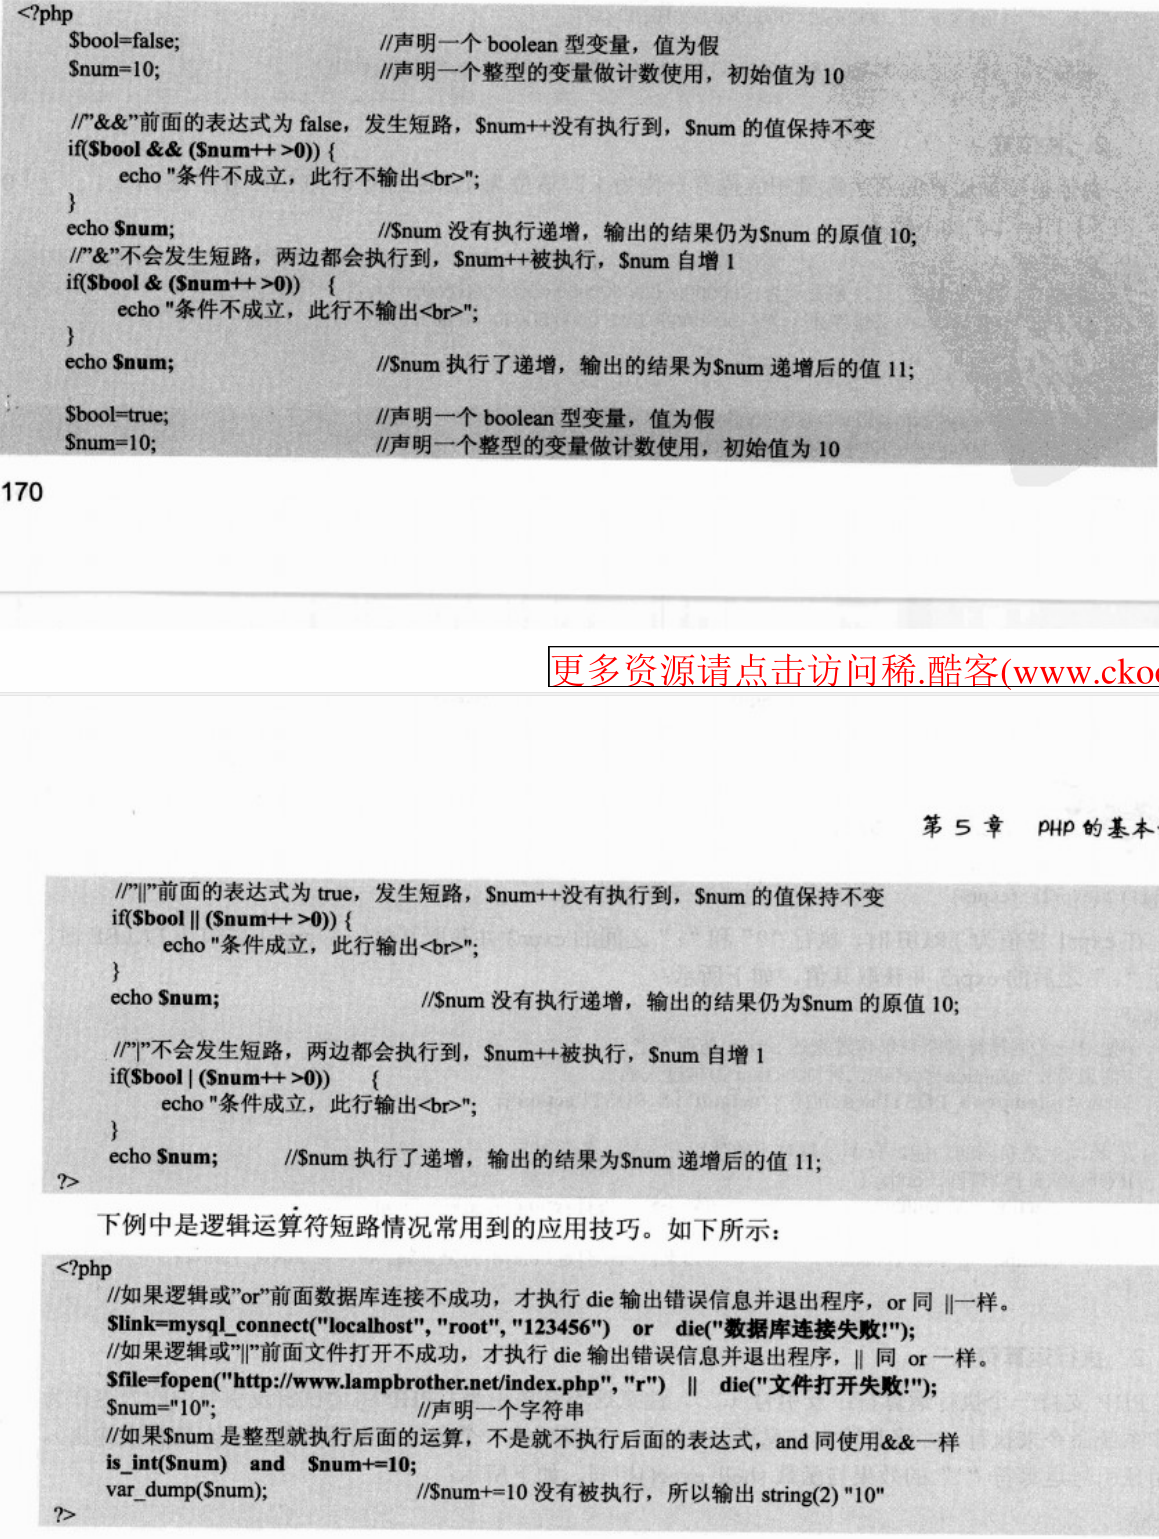 <?php
$bool=false; //声明一个 boolean 型变量，值为假
$num=10; //声明一个整型的变量做计数使用，初始值为 10
//”&&”前面的表达式为 false，发生短路，$num++没有执行到，$num 的值保持不变
if($bool && ($num++ >0)) {
echo "条件不成立，此行不输出<br>";
}
echo $num; //$num 没有执行递增，输出的结果仍为$num 的原值 10;
//”&”不会发生短路，两边都会执行到，$num++被执行，$num 自增 1
if($bool & ($num++ >0)) {
echo "条件不成立，此行不输出<br>";
}
echo $num; //$num 执行了递增，输出的结果为$num 递增后的值 11;
$bool=true; //声明一个 boolean 型变量，值为假
$num=10; //声明一个整型的变量做计数使用，初始值为 10
170
更多资源请点击访问稀.酷客(www.ckoo
第 5 章 PHP 的基本
//”||”前面的表达式为 true，发生短路，$num++没有执行到，$num 的值保持不变
if($bool || ($num++ >0)) {
echo "条件成立，此行输出<br>";
}
echo $num; //$num 没有执行递增，输出的结果仍为$num 的原值 10;
//”|”不会发生短路，两边都会执行到，$num++被执行，$num 自增 1
if($bool | ($num++ >0)) {
echo "条件成立，此行输出<br>";
}
echo $num; //$num 执行了递增，输出的结果为$num 递增后的值 11;
?>
下例中是逻辑运算符短路情况常用到的应用技巧。如下所示：
<?php
//如果逻辑或”or”前面数据库连接不成功，才执行 die 输出错误信息并退出程序，or 同 ||一样。
$link=mysql_connect("localhost", "root", "123456") or die("数据库连接失败!");
//如果逻辑或”||”前面文件打开不成功，才执行 die 输出错误信息并退出程序，|| 同 or 一样。
$file=fopen("http://www.lampbrother.net/index.php", "r") || die("文件打开失败!");
$num="10"; //声明一个字符串
//如果$num 是整型就执行后面的运算，不是就不执行后面的表达式，and 同使用&&一样
is_int($num) and $num+=10;
var_dump($num); //$num+=10 没有被执行，所以输出 string(2) "10"
?>